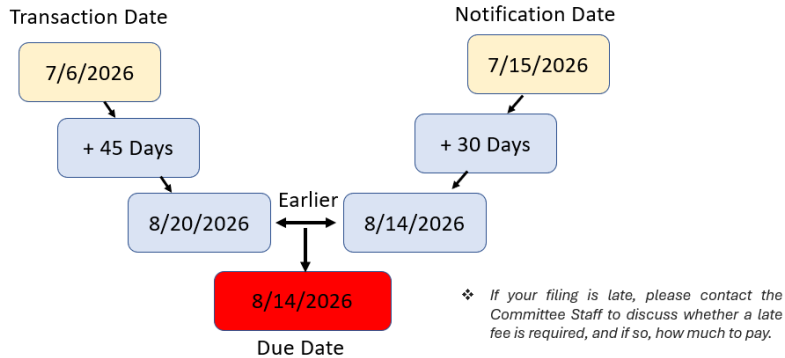 Transaction Date
Notification Date
7/6/2026
7/15/2026
+ 45 Days
+ 30 Days
Earlier
8/20/2026
8/14/2026
8/14/2026
Due Date
❖ If your filing is late, please contact the
Committee Staff to discuss whether a late
fee is required, and if so, how much to pay.